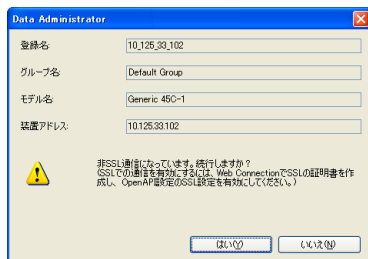 Data Administrator
登録名: 10_125_33_102
グループ名: Default Group
モデル名: Generic 45C-1
装置アドレス: 10.125.33.102
非SSL通信になっています。続行しますか？
(SSLでの通信を有効にするには、Web ConnectionでSSLの証明書を作
成し、OpenAPI設定のSSL設定を有効にしてください。)
はい(Y) いいえ(N)